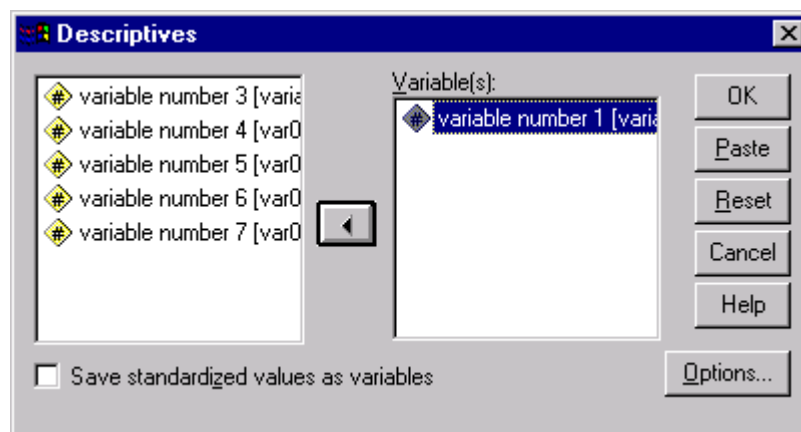 Descriptives
variable number 3 [varia
variable number 4 [var0
variable number 5 [var0
variable number 6 [var0
variable number 7 [var0
Variable(s):
variable number 1 [varia
OK
Paste
Reset
Cancel
Help
Save standardized values as variables
Options...